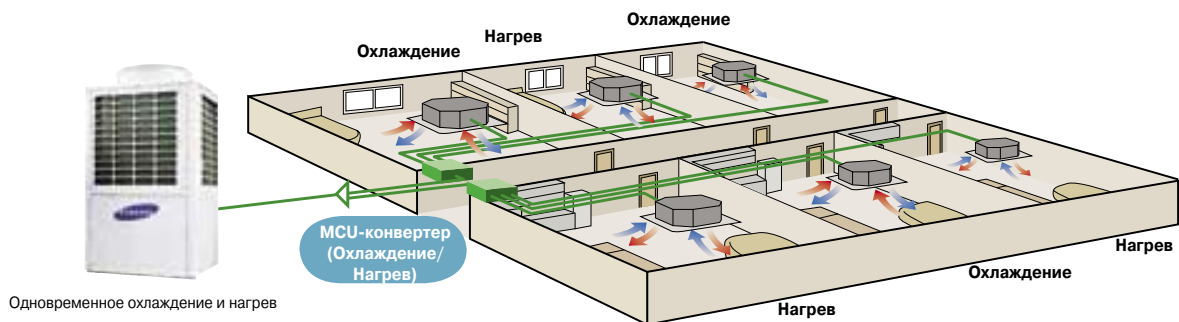 Охлаждение
Нагрев
Охлаждение
MCU-конвертер
(Охлаждение/
Нагрев)
Нагрев
Охлаждение
Нагрев
Одновременное охлаждение и нагрев